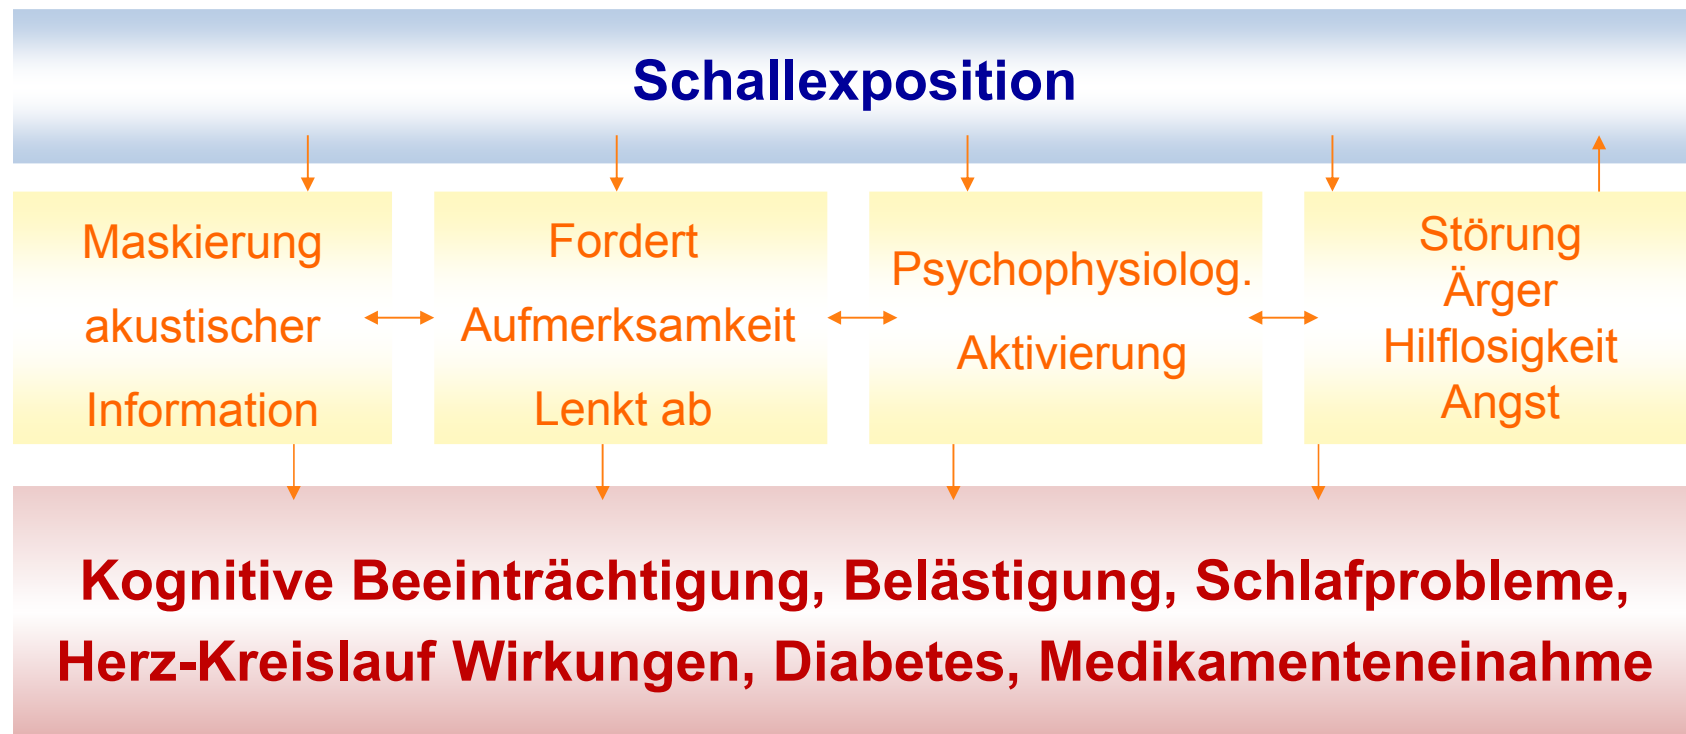 Schallexposition
Maskierung
akustischer
Information
Fordert
Aufmerksamkeit
Lenkt ab
Psychophysiolog.
Aktivierung
Störung
Ärger
Hilflosigkeit
Angst
Kognitive Beeinträchtigung, Belästigung, Schlafprobleme,
Herz-Kreislauf Wirkungen, Diabetes, Medikamenteneinahme